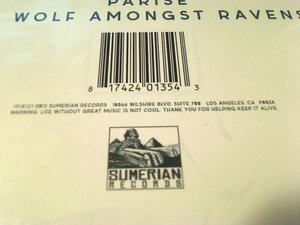 PARISE
WOLF AMONGST RAVENS
8 17424 01354 3
(P)&(C) 2013 SUMERIAN RECORDS 10866 WILSHIRE BLVD. SUITE 700 LOS ANGELES, CA 90024
WARNING: LIFE WITHOUT GREAT MUSIC IS NOT COOL. THANK YOU FOR HELPING KEEP IT ALIVE.
SUMERIAN
RECORDS